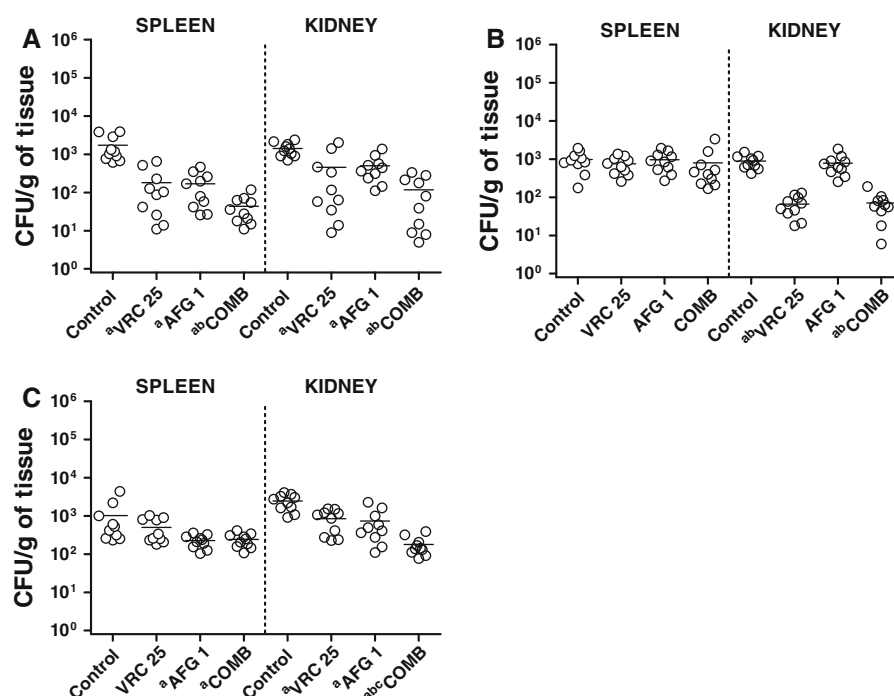 A
SPLEEN KIDNEY
CFU/g of tissue
10⁶
10⁵
10⁴
10³
10²
10¹
10⁰
Control ᵃVRC 25 ᵃAFG 1 ᵃᵇCOMB Control ᵃVRC 25 ᵃAFG 1 ᵃᵇCOMB
B
SPLEEN KIDNEY
CFU/g of tissue
10⁶
10⁵
10⁴
10³
10²
10¹
10⁰
Control VRC 25 AFG 1 COMB Control ᵃᵇVRC 25 AFG 1 ᵃᵇCOMB
C
SPLEEN KIDNEY
CFU/g of tissue
10⁶
10⁵
10⁴
10³
10²
10¹
10⁰
Control VRC 25 ᵃAFG 1 ᵃCOMB Control ᵃVRC 25 ᵃAFG 1 ᵃᵇᶜCOMB